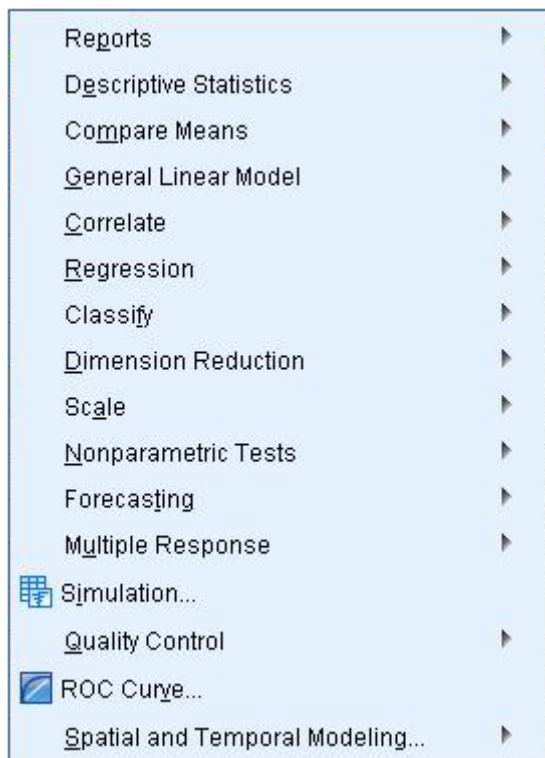 Reports
Descriptive Statistics
Compare Means
General Linear Model
Correlate
Regression
Classify
Dimension Reduction
Scale
Nonparametric Tests
Forecasting
Multiple Response
Simulation...
Quality Control
ROC Curve...
Spatial and Temporal Modeling...